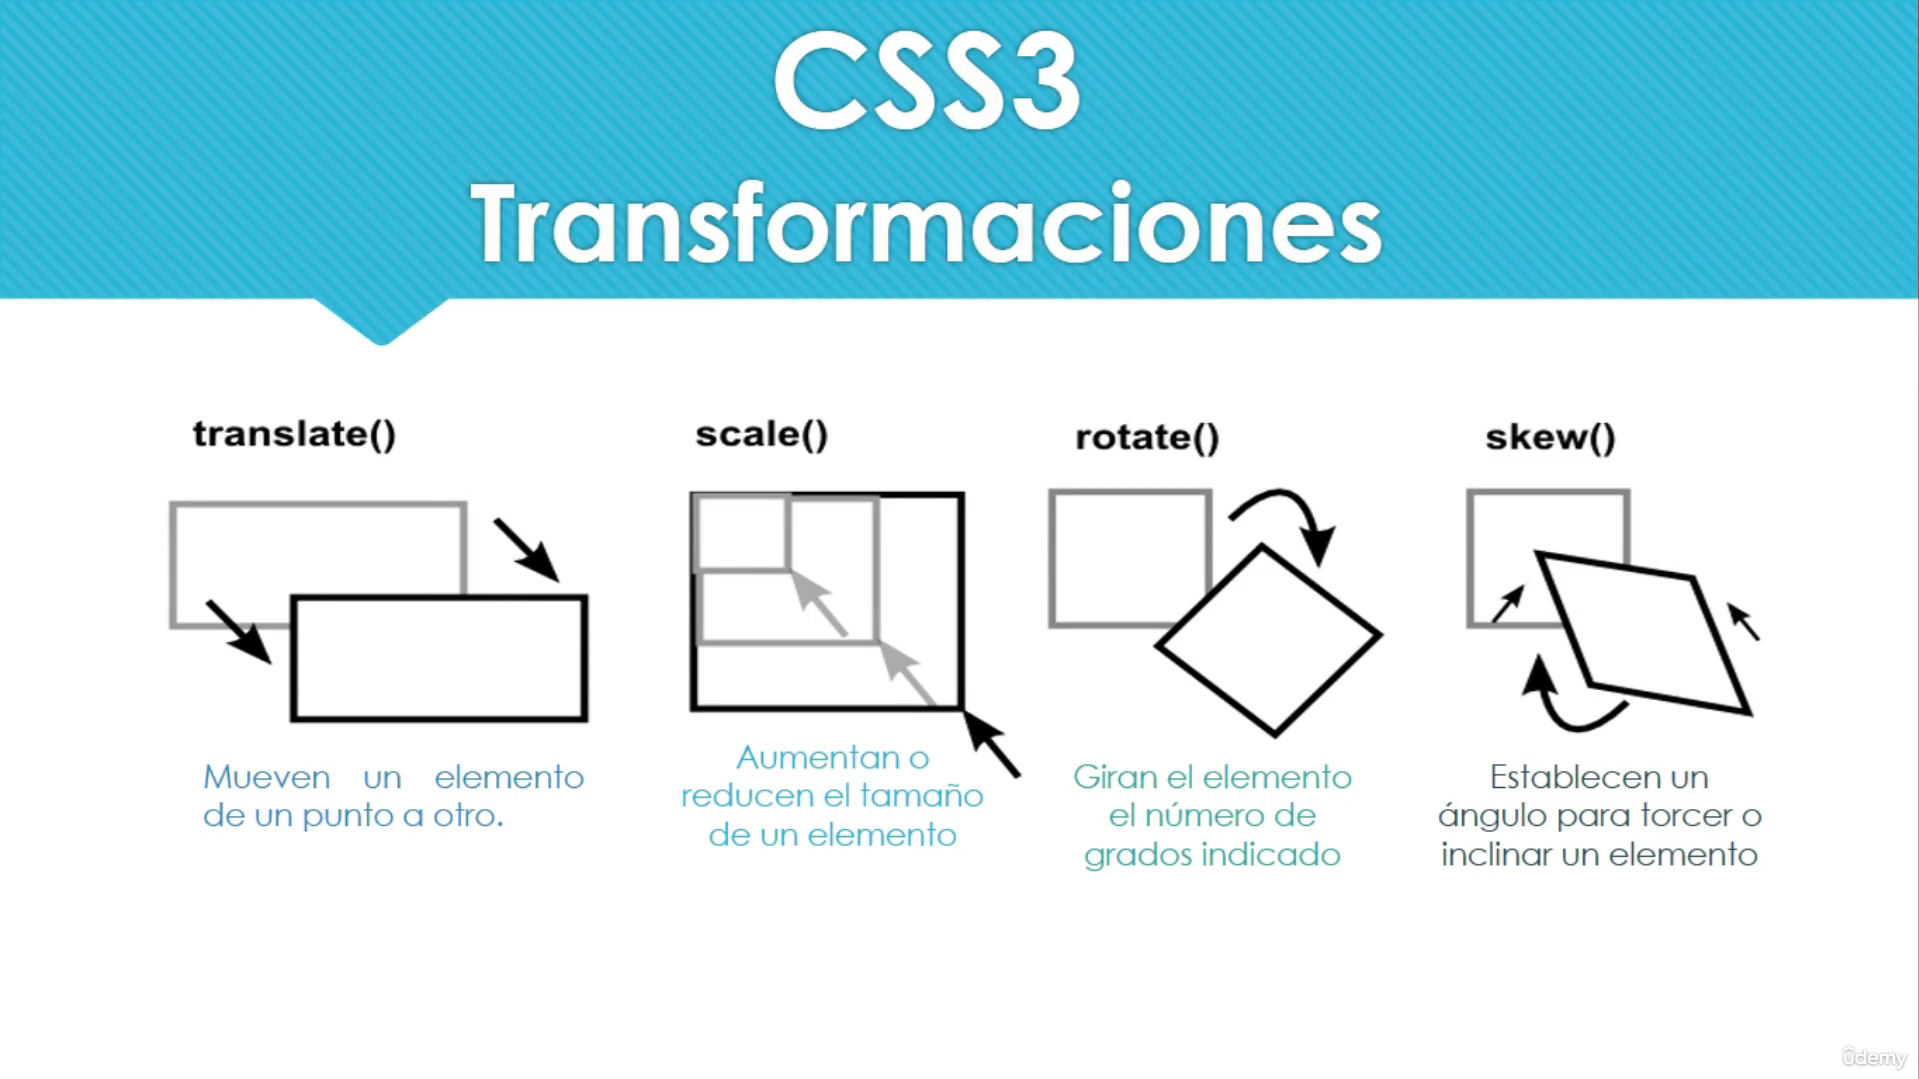 CSS3
Transformaciones
translate()
Mueven un elemento
de un punto a otro.
scale()
Aumentan o
reducen el tamaño
de un elemento
rotate()
Giran el elemento
el número de
grados indicado
skew()
Establecen un
ángulo para torcer o
inclinar un elemento
ûdemy